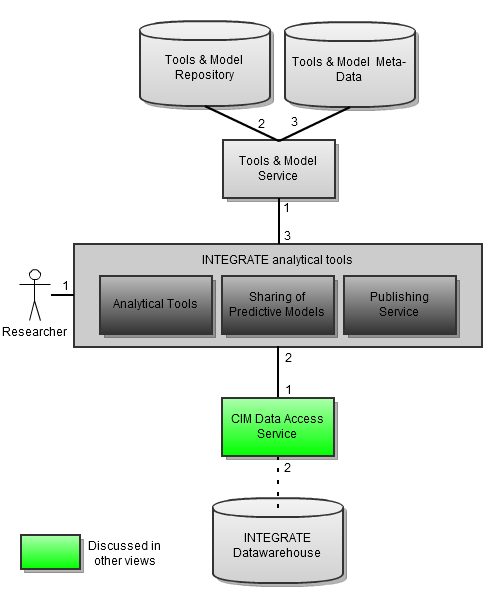 Tools & Model
Repository
Tools & Model Meta-
Data
2
3
Tools & Model
Service
1
3
INTEGRATE analytical tools
1
Researcher
Analytical Tools
Sharing of
Predictive Models
Publishing
Service
2
1
CIM Data Access
Service
2
INTEGRATE
Datawarehouse
Discussed in
other views